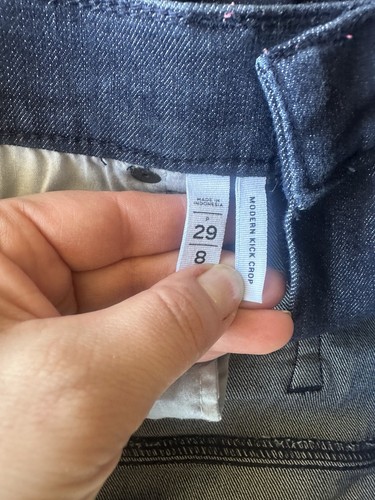 MADE IN
INDONESIA
P
29
8
MODERN KICK CROP